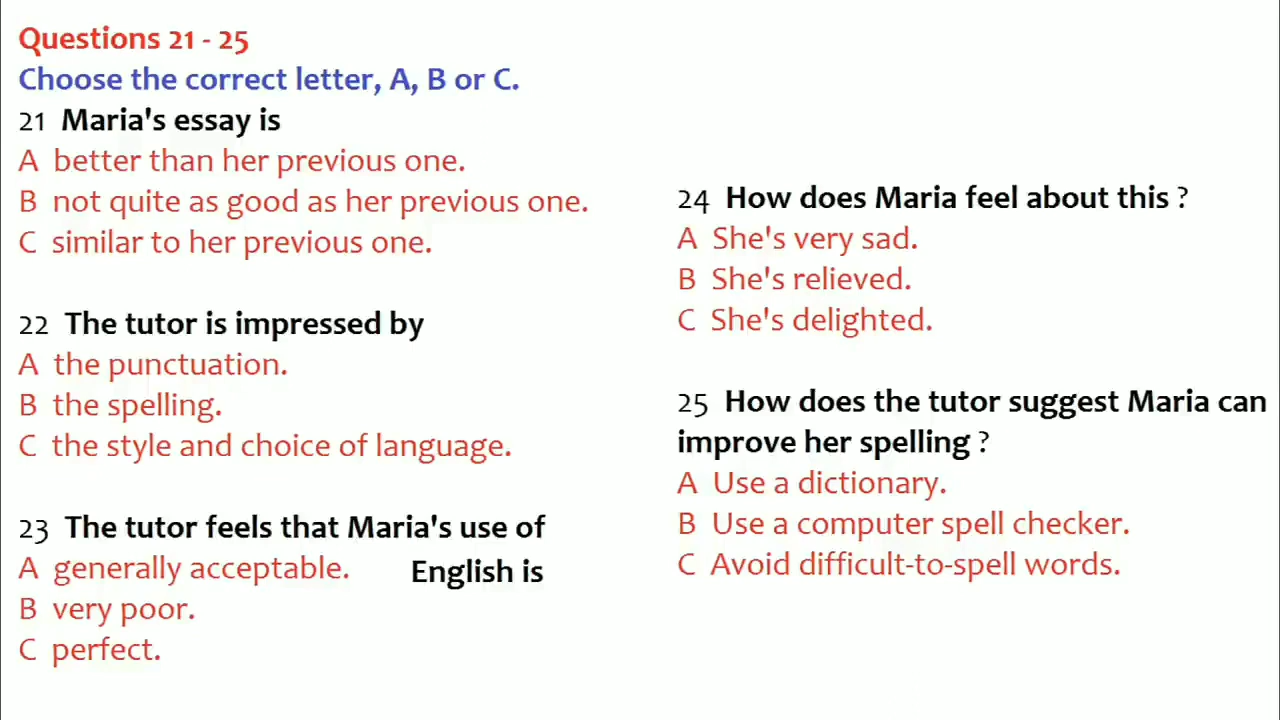 Questions 21 - 25
Choose the correct letter, A, B or C.
21 Maria's essay is
A better than her previous one.
B not quite as good as her previous one.
C similar to her previous one.
22 The tutor is impressed by
A the punctuation.
B the spelling.
C the style and choice of language.
23 The tutor feels that Maria's use of
English is
A generally acceptable.
B very poor.
C perfect.
24 How does Maria feel about this ?
A She's very sad.
B She's relieved.
C She's delighted.
25 How does the tutor suggest Maria can
improve her spelling ?
A Use a dictionary.
B Use a computer spell checker.
C Avoid difficult-to-spell words.